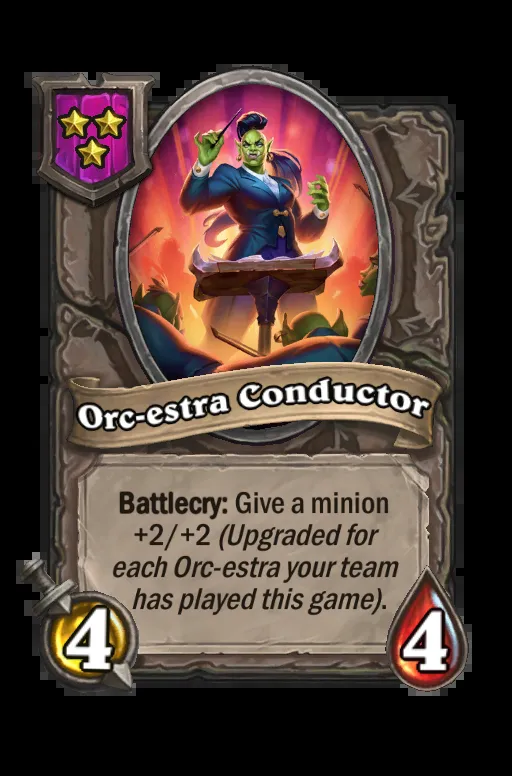 Orc-estra Conductor
Battlecry: Give a minion
+2/+2 (Upgraded for
each Orc-estra your team
has played this game).
4
4